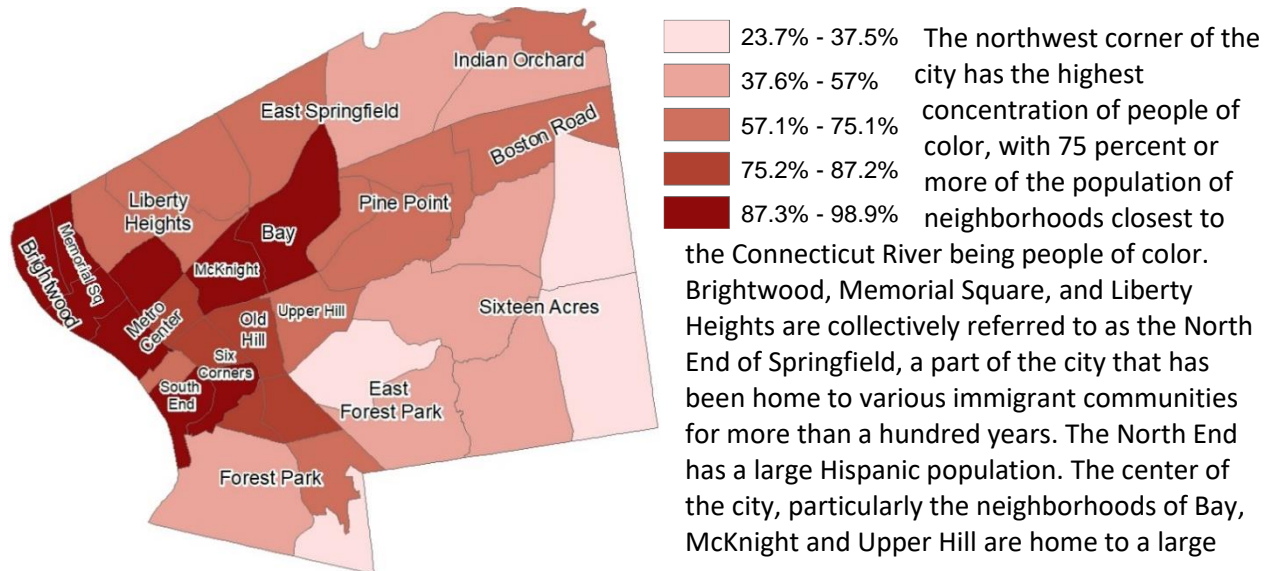 Indian Orchard
East Springfield
Boston Road
Liberty
Heights
Pine Point
Bay
Memorial Sq
McKnight
Brightwood
Metro
Center
Old
Hill
Upper Hill
Sixteen Acres
Six
Corners
South
End
East
Forest Park
Forest Park
23.7% - 37.5%
37.6% - 57%
57.1% - 75.1%
75.2% - 87.2%
87.3% - 98.9%
The northwest corner of the
city has the highest
concentration of people of
color, with 75 percent or
more of the population of
neighborhoods closest to
the Connecticut River being people of color.
Brightwood, Memorial Square, and Liberty
Heights are collectively referred to as the North
End of Springfield, a part of the city that has
been home to various immigrant communities
for more than a hundred years. The North End
has a large Hispanic population. The center of
the city, particularly the neighborhoods of Bay,
McKnight and Upper Hill are home to a large